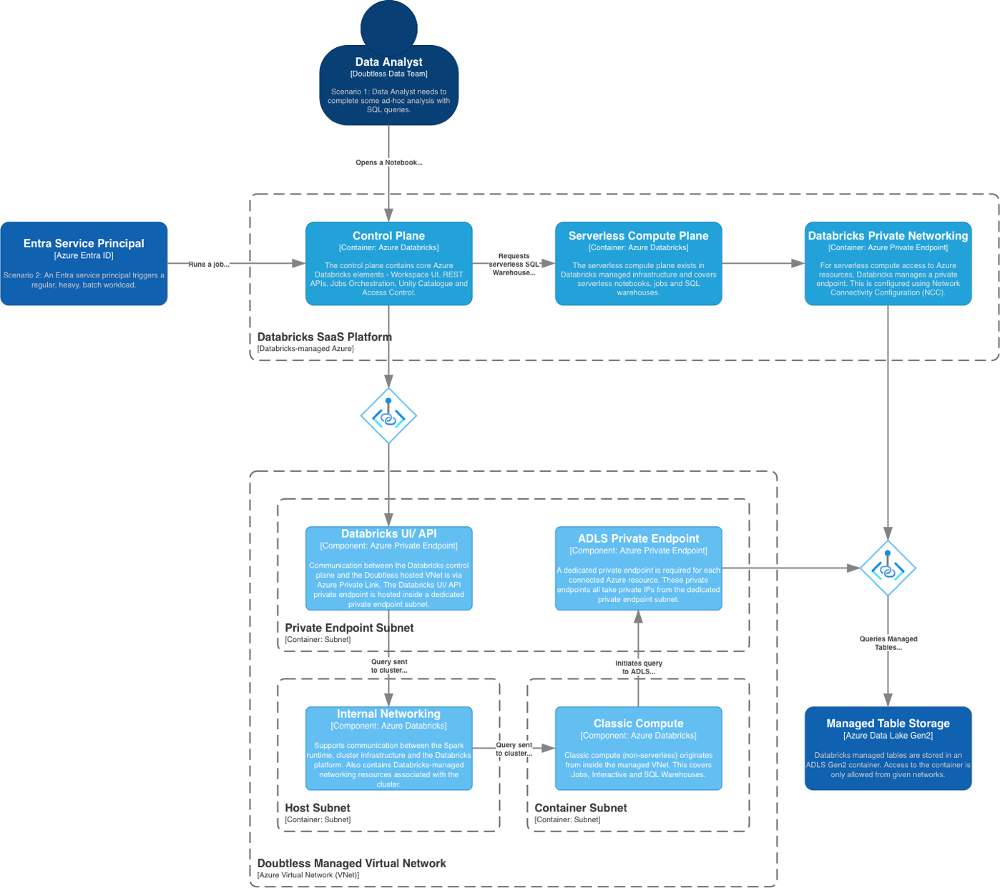 Data Analyst
[Doubtless Data Team]
Scenario 1: Data Analyst needs to
complete some ad-hoc analysis with
SQL queries.
Opens a Notebook...
Entra Service Principal
[Azure Entra ID]
Scenario 2: An Entra service principal triggers a
regular, heavy, batch workload.
Runs a job...
Control Plane
[Container: Azure Databricks]
The control plane contains core Azure
Databricks elements - Workspace UI, REST
APIs, Jobs Orchestration, Unity Catalogue and
Access Control.
Requests
serverless SQL
Warehouse...
Serverless Compute Plane
[Container: Azure Databricks]
The serverless compute plane exists in
Databricks managed infrastructure and covers
serverless notebooks, jobs and SQL
warehouses.
Databricks Private Networking
[Container: Azure Private Endpoint]
For serverless compute access to Azure
resources, Databricks manages a private
endpoint. This is configured using Network
Connectivity Configuration (NCC).
Databricks SaaS Platform
[Databricks-managed Azure]
Databricks UI/ API
[Component: Azure Private Endpoint]
Communication between the Databricks control
plane and the Doubtless hosted VNet is via
Azure Private Link. The Databricks UI/ API
private endpoint is hosted inside a dedicated
private endpoint subnet.
ADLS Private Endpoint
[Component: Azure Private Endpoint]
A dedicated private endpoint is required for each
connected Azure resource. These private
endpoints all take private IPs from the dedicated
private endpoint subnet.
Private Endpoint Subnet
[Container: Subnet]
Query sent
to cluster...
Initiates query
to ADLS...
Queries Managed
Tables...
Internal Networking
[Component: Azure Databricks]
Supports communication between the Spark
runtime, cluster infrastructure and the Databricks
platform. Also contains Databricks-managed
networking resources associated with the
cluster.
Query sent
to cluster...
Classic Compute
[Component: Azure Databricks]
Classic compute (non-serverless) originates
from inside the managed VNet. This covers
Jobs, Interactive and SQL Warehouses.
Managed Table Storage
[Azure Data Lake Gen2]
Databricks managed tables are stored in an
ADLS Gen2 container. Access to the container is
only allowed from given networks.
Host Subnet
[Container: Subnet]
Container Subnet
[Container: Subnet]
Doubtless Managed Virtual Network
[Azure Virtual Network (VNet)]